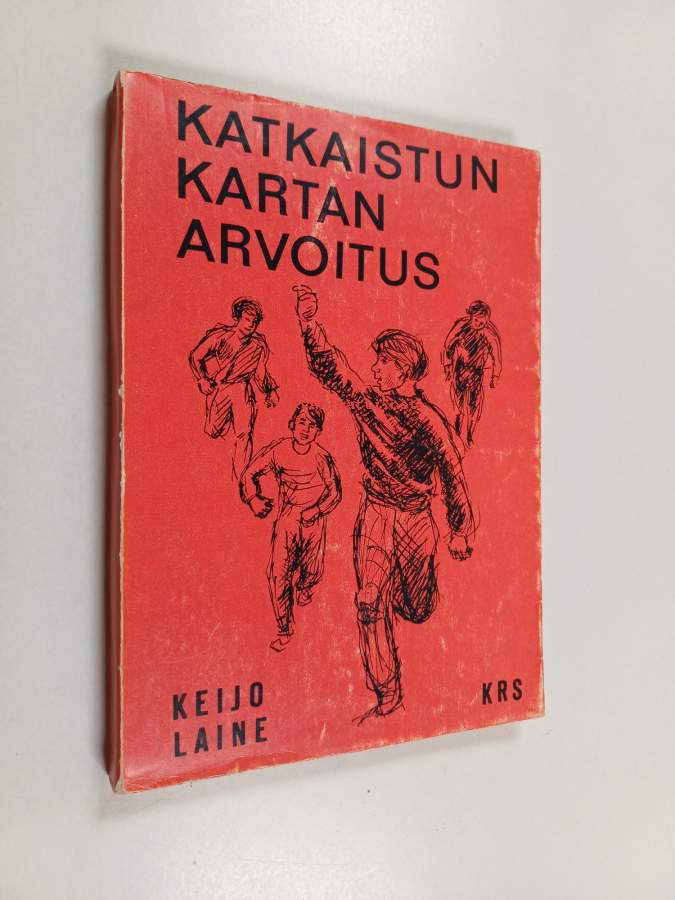 KATKAISTUN
KARTAN
ARVOITUS
KEIJO
LAINE
KRS